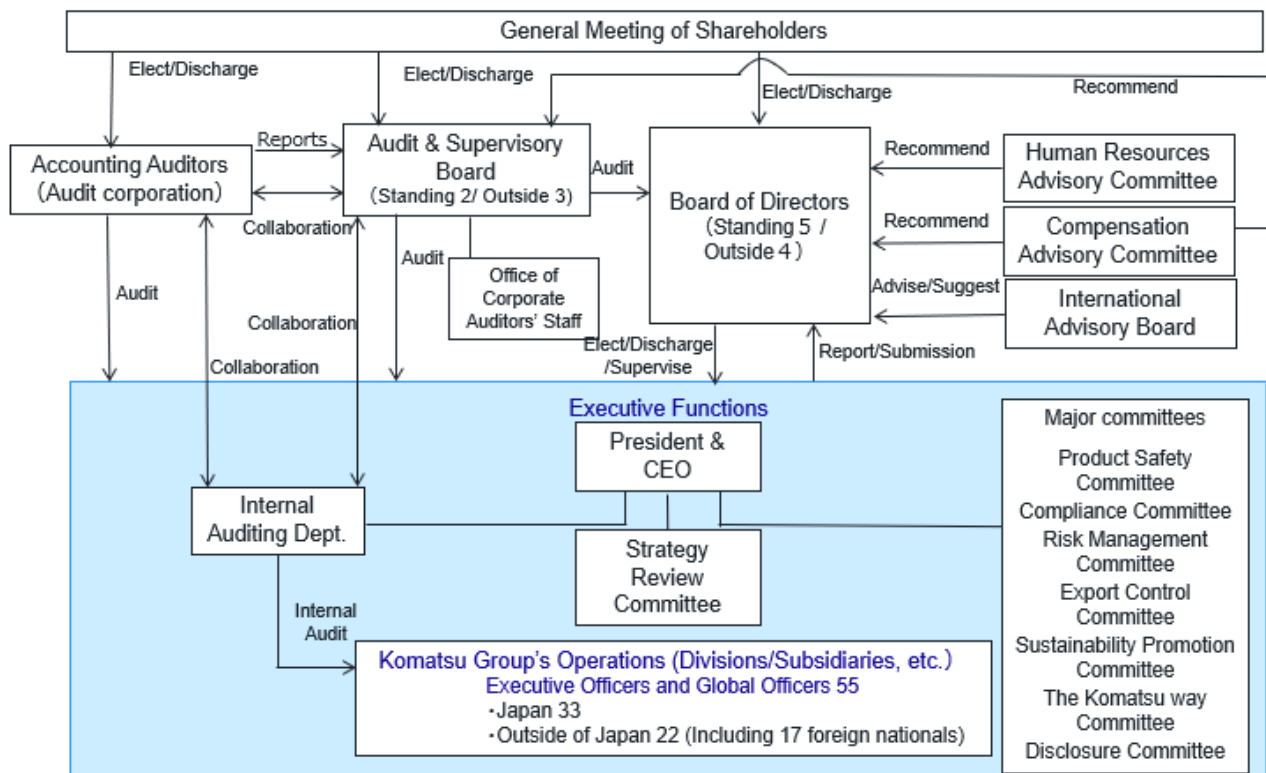 General Meeting of Shareholders
Elect/Discharge
Elect/Discharge
Elect/Discharge
Recommend
Reports
Accounting Auditors
（Audit corporation）
Audit & Supervisory
Board
（Standing 2/ Outside 3）
Audit
Board of Directors
（Standing 5 /
Outside 4）
Recommend
Human Resources
Advisory Committee
Recommend
Compensation
Advisory Committee
Advise/Suggest
International
Advisory Board
Collaboration
Audit
Audit
Office of
Corporate
Auditors' Staff
Collaboration
Collaboration
Elect/Discharge
/Supervise
Report/Submission
Executive Functions
President &
CEO
Internal
Auditing Dept.
Strategy
Review
Committee
Internal
Audit
Komatsu Group's Operations (Divisions/Subsidiaries, etc.)
Executive Officers and Global Officers 55
・Japan 33
・Outside of Japan 22 (Including 17 foreign nationals)
Major committees
Product Safety
Committee
Compliance Committee
Risk Management
Committee
Export Control
Committee
Sustainability Promotion
Committee
The Komatsu way
Committee
Disclosure Committee